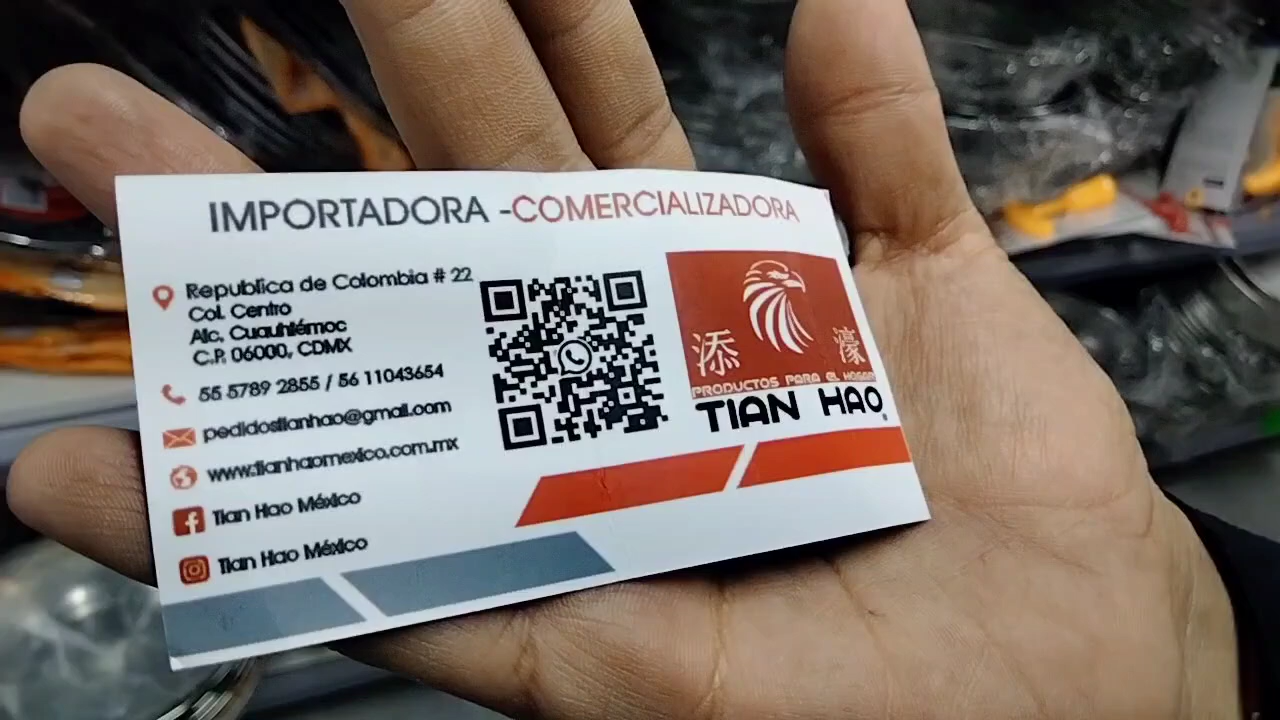 IMPORTADORA -COMERCIALIZADORA
Republica de Colombia # 22
Col. Centro
Alc. Cuauhtémoc
C.P. 06000, CDMX
55 5789 2855 / 56 11043654
pedidostianhao@gmail.com
www.tianhaomexico.com.mx
Tian Hao México
Tian Hao México
添 濠
PRODUCTOS PARA EL HOGAR
TIAN HAO